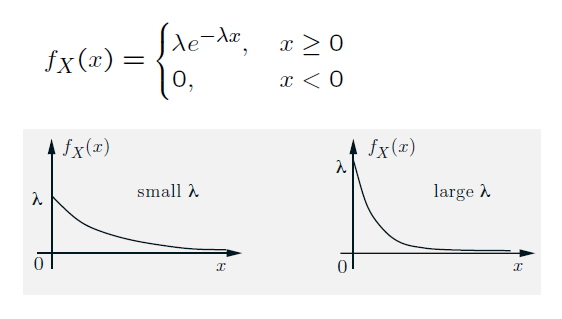 f_X(x) = { λe^{−λx}, x ≥ 0
0, x < 0
f_X(x)
λ
small λ
0
x
f_X(x)
λ
large λ
0
x